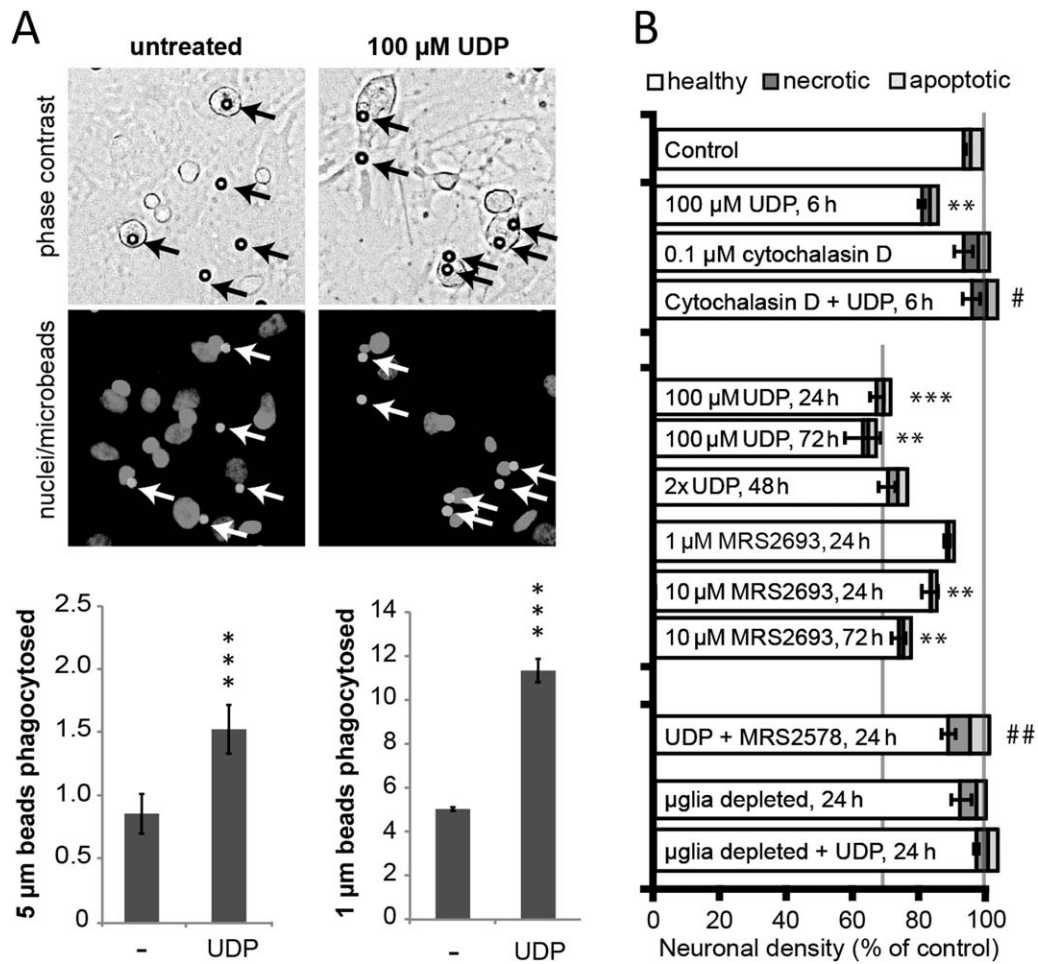 A
untreated
100 µM UDP
phase contrast
nuclei/microbeads
5 µm beads phagocytosed
2.5
2.0
1.5
1.0
0.5
0
***
-
UDP
1 µm beads phagocytosed
14
12
10
8
6
4
2
0
***
-
UDP
B
healthy necrotic apoptotic
Control
100 µM UDP, 6 h **
0.1 µM cytochalasin D
Cytochalasin D + UDP, 6 h #
100 µM UDP, 24 h ***
100 µM UDP, 72 h **
2x UDP, 48 h
1 µM MRS2693, 24 h
10 µM MRS2693, 24 h **
10 µM MRS2693, 72 h **
UDP + MRS2578, 24 h ##
µglia depleted, 24 h
µglia depleted + UDP, 24 h
0 20 40 60 80 100
Neuronal density (% of control)